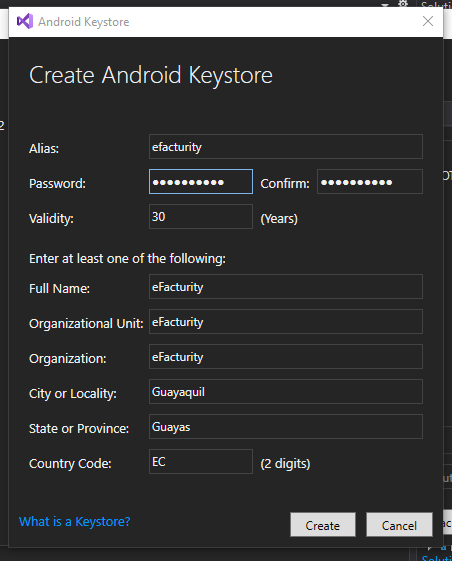 Solutio
Android Keystore
Create Android Keystore
2
Alias: efacturity
Password: ●●●●●●●●●● Confirm: ●●●●●●●●●●
Validity: 30 (Years)
Enter at least one of the following:
Full Name: eFacturity
Organizational Unit: eFacturity
Organization: eFacturity
City or Locality: Guayaquil
State or Province: Guayas
Country Code: EC (2 digits)
What is a Keystore? Create Cancel